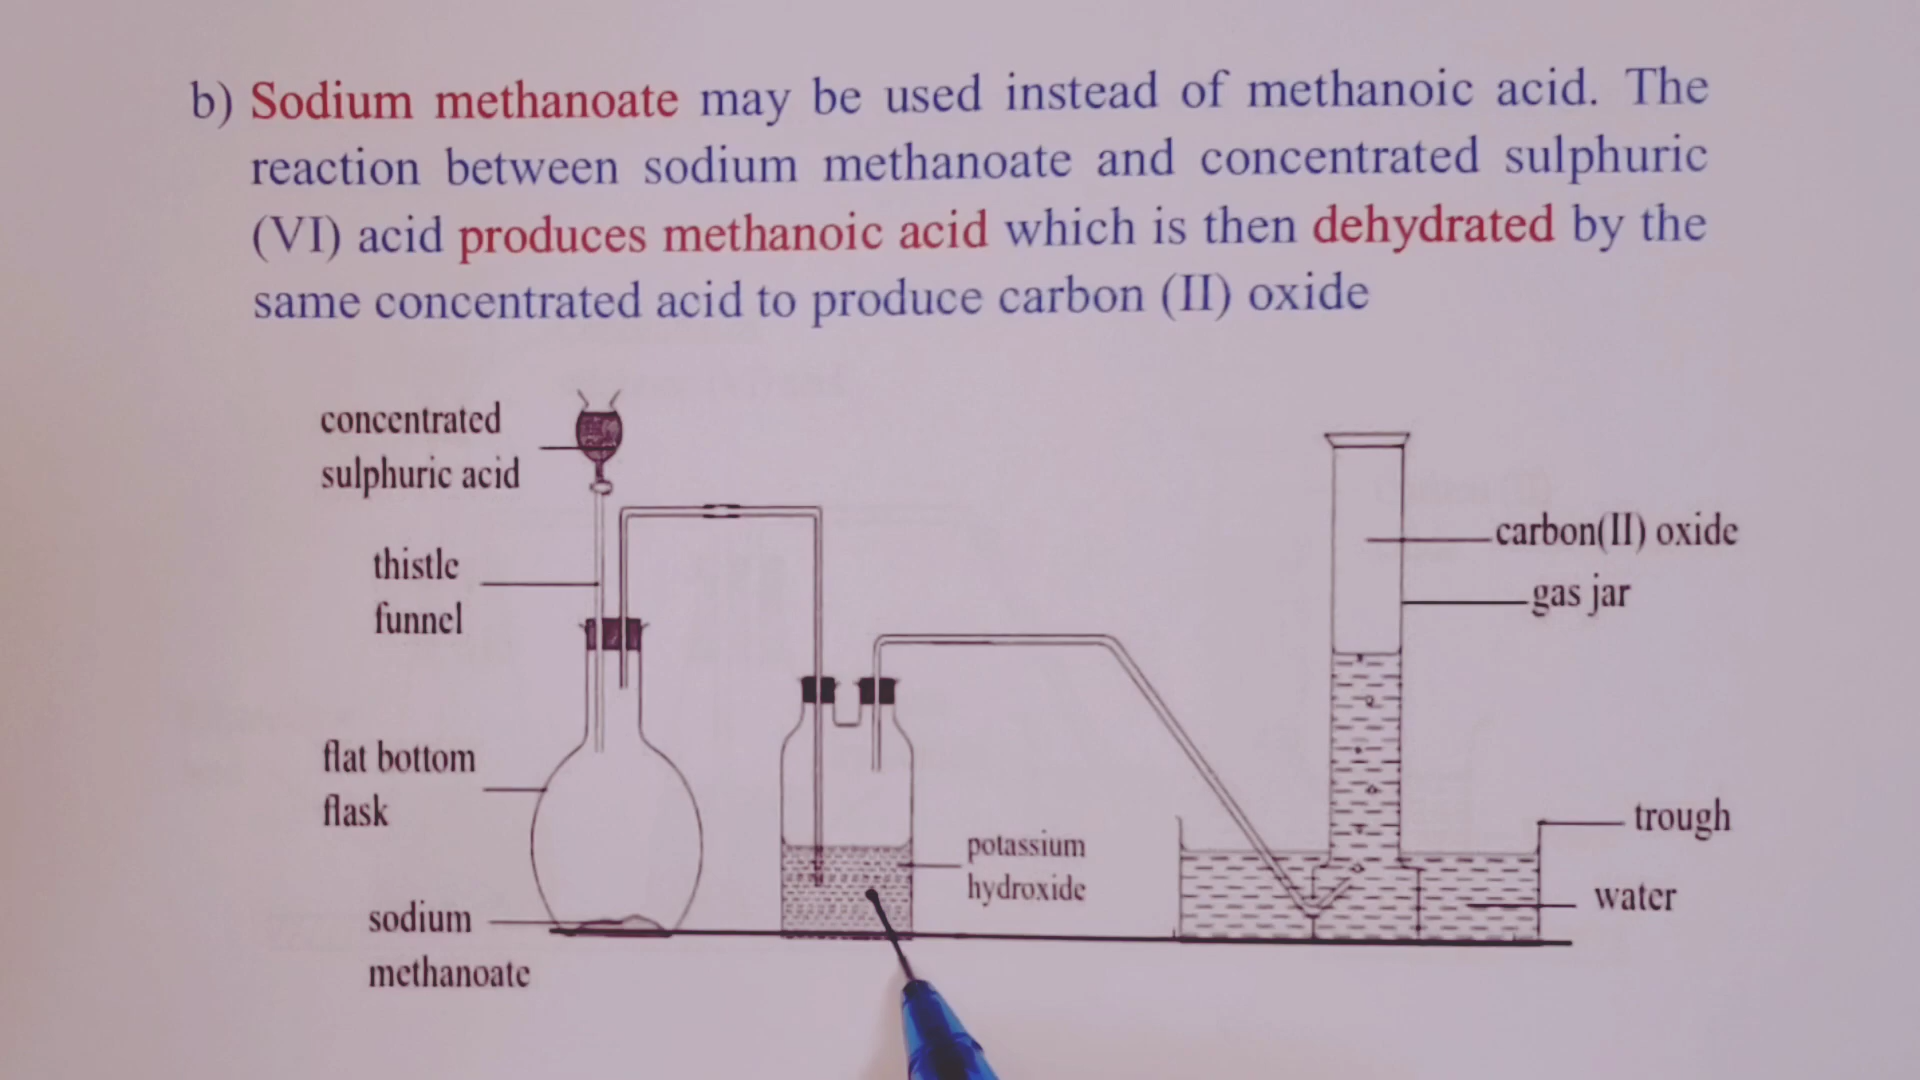 b) Sodium methanoate may be used instead of methanoic acid. The
reaction between sodium methanoate and concentrated sulphuric
(VI) acid produces methanoic acid which is then dehydrated by the
same concentrated acid to produce carbon (II) oxide
concentrated
sulphuric acid
thistle
funnel
flat bottom
flask
sodium
methanoate
potassium
hydroxide
carbon(II) oxide
gas jar
trough
water